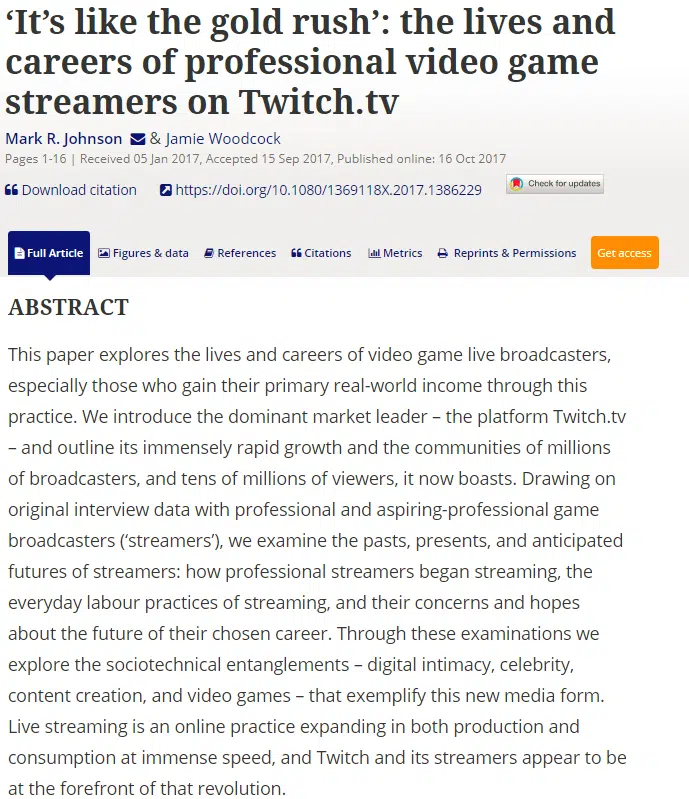 ‘It’s like the gold rush’: the lives and
careers of professional video game
streamers on Twitch.tv
Mark R. Johnson & Jamie Woodcock
Pages 1-16 | Received 05 Jan 2017, Accepted 15 Sep 2017, Published online: 16 Oct 2017
Download citation https://doi.org/10.1080/1369118X.2017.1386229 Check for updates
Full Article Figures & data References Citations Metrics Reprints & Permissions Get access
ABSTRACT
This paper explores the lives and careers of video game live broadcasters,
especially those who gain their primary real-world income through this
practice. We introduce the dominant market leader – the platform Twitch.tv
– and outline its immensely rapid growth and the communities of millions
of broadcasters, and tens of millions of viewers, it now boasts. Drawing on
original interview data with professional and aspiring-professional game
broadcasters (‘streamers’), we examine the pasts, presents, and anticipated
futures of streamers: how professional streamers began streaming, the
everyday labour practices of streaming, and their concerns and hopes
about the future of their chosen career. Through these examinations we
explore the sociotechnical entanglements – digital intimacy, celebrity,
content creation, and video games – that exemplify this new media form.
Live streaming is an online practice expanding in both production and
consumption at immense speed, and Twitch and its streamers appear to be
at the forefront of that revolution.